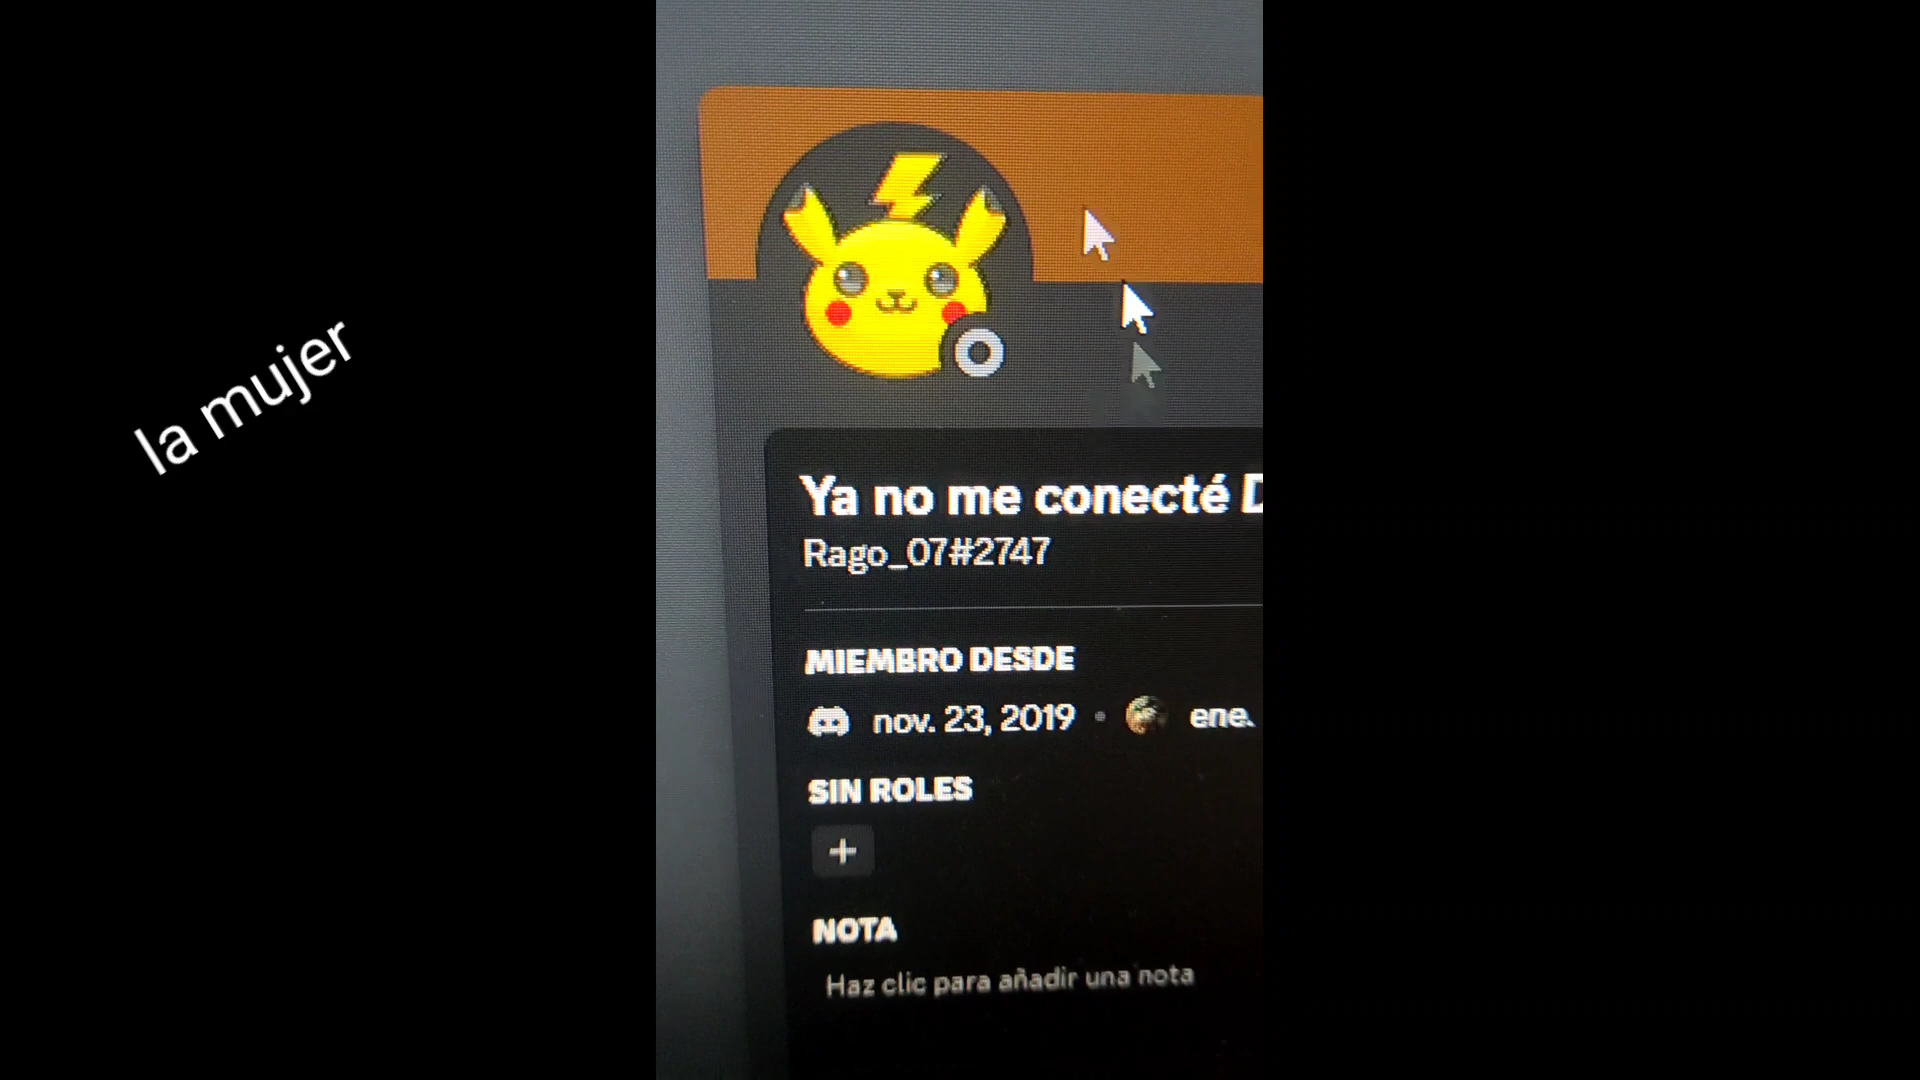 la mujer
Ya no me conecté D
Rago_07#2747
MIEMBRO DESDE
nov. 23, 2019 • ene.
SIN ROLES
+
NOTA
Haz clic para añadir una nota